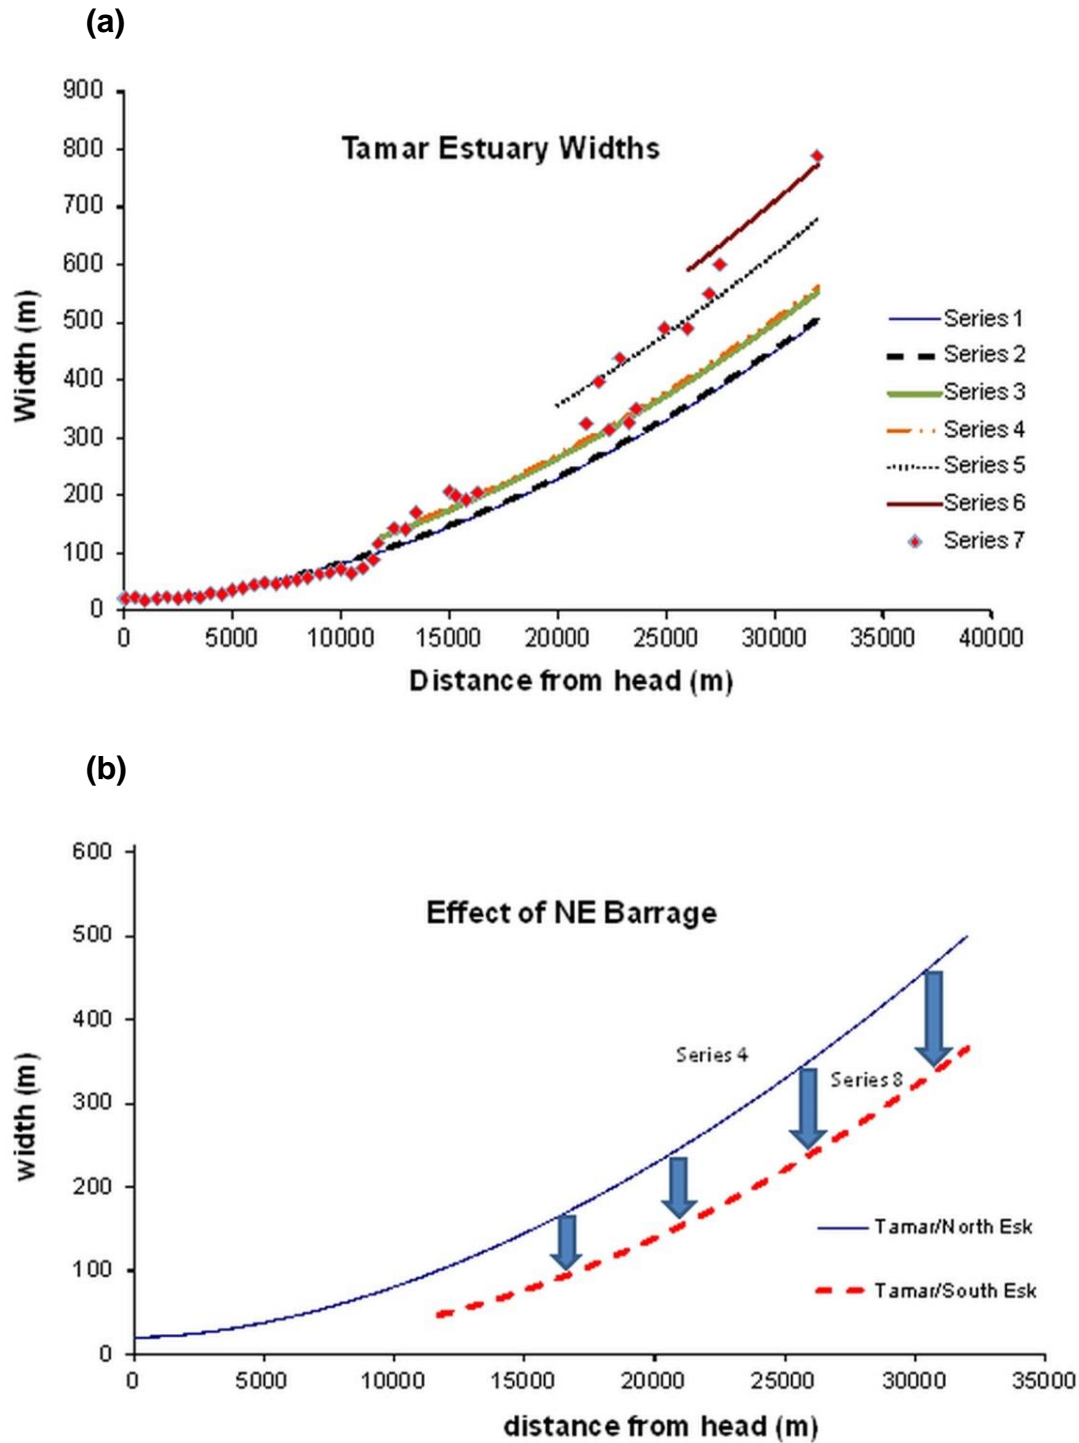 (a)
Tamar Estuary Widths
900
800
700
600
500
400
300
200
100
0
Width (m)
0 5000 10000 15000 20000 25000 30000 35000 40000
Distance from head (m)
Series 1
Series 2
Series 3
Series 4
Series 5
Series 6
Series 7
(b)
Effect of NE Barrage
600
500
400
300
200
100
0
width (m)
Series 4
Series 8
Tamar/North Esk
Tamar/South Esk
0 5000 10000 15000 20000 25000 30000 35000
distance from head (m)